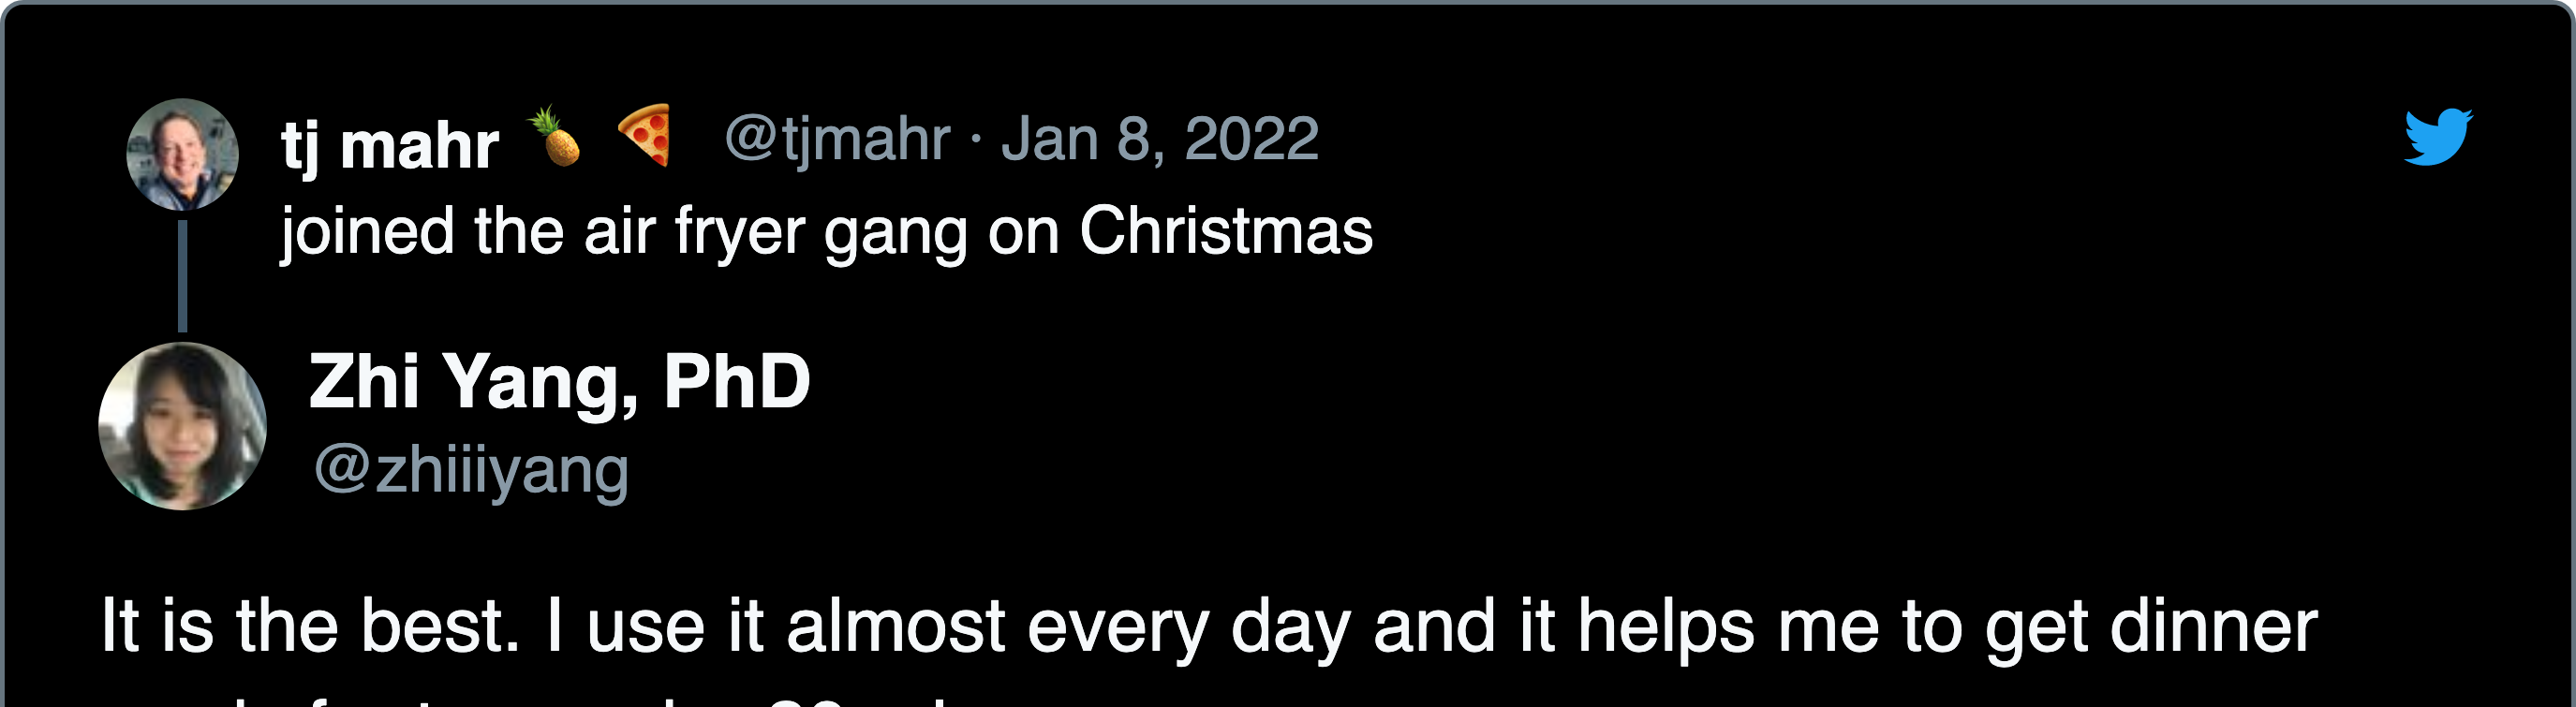 tj mahr 🍍 🍕 @tjmahr · Jan 8, 2022
joined the air fryer gang on Christmas
Zhi Yang, PhD
@zhiiiyang
It is the best. I use it almost every day and it helps me to get dinner